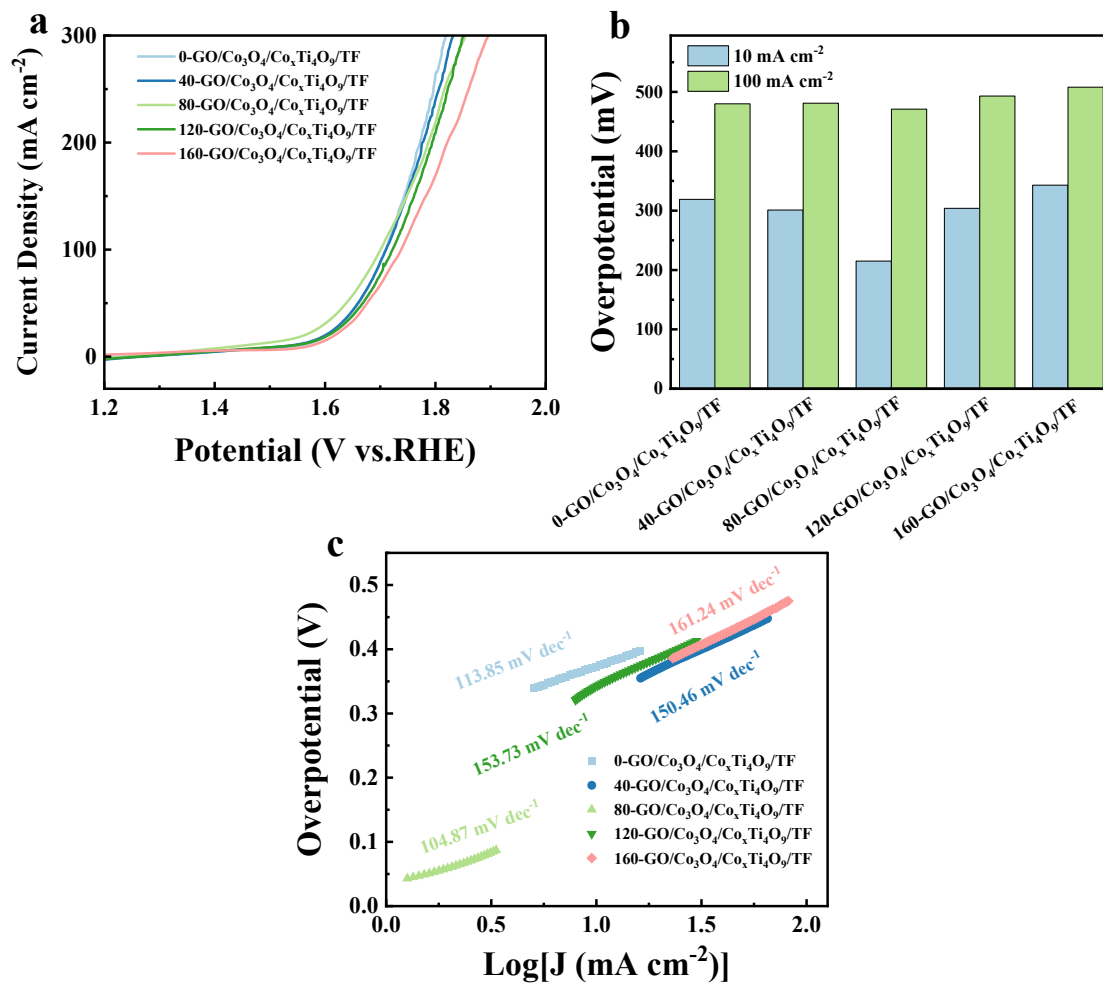 a
300
200
100
0
Current Density (mA cm⁻²)
0-GO/Co₃O₄/CoₓTi₄O₉/TF
40-GO/Co₃O₄/CoₓTi₄O₉/TF
80-GO/Co₃O₄/CoₓTi₄O₉/TF
120-GO/Co₃O₄/CoₓTi₄O₉/TF
160-GO/Co₃O₄/CoₓTi₄O₉/TF
1.2 1.4 1.6 1.8 2.0
Potential (V vs.RHE)
b
10 mA cm⁻²
100 mA cm⁻²
500
400
300
200
100
0
Overpotential (mV)
0-GO/Co₃O₄/CoₓTi₄O₉/TF
40-GO/Co₃O₄/CoₓTi₄O₉/TF
80-GO/Co₃O₄/CoₓTi₄O₉/TF
120-GO/Co₃O₄/CoₓTi₄O₉/TF
160-GO/Co₃O₄/CoₓTi₄O₉/TF
c
0.5
0.4
0.3
0.2
0.1
0.0
Overpotential (V)
113.85 mV dec⁻¹
161.24 mV dec⁻¹
150.46 mV dec⁻¹
153.73 mV dec⁻¹
104.87 mV dec⁻¹
0-GO/Co₃O₄/CoₓTi₄O₉/TF
40-GO/Co₃O₄/CoₓTi₄O₉/TF
80-GO/Co₃O₄/CoₓTi₄O₉/TF
120-GO/Co₃O₄/CoₓTi₄O₉/TF
160-GO/Co₃O₄/CoₓTi₄O₉/TF
0.0 0.5 1.0 1.5 2.0
Log[J (mA cm⁻²)]